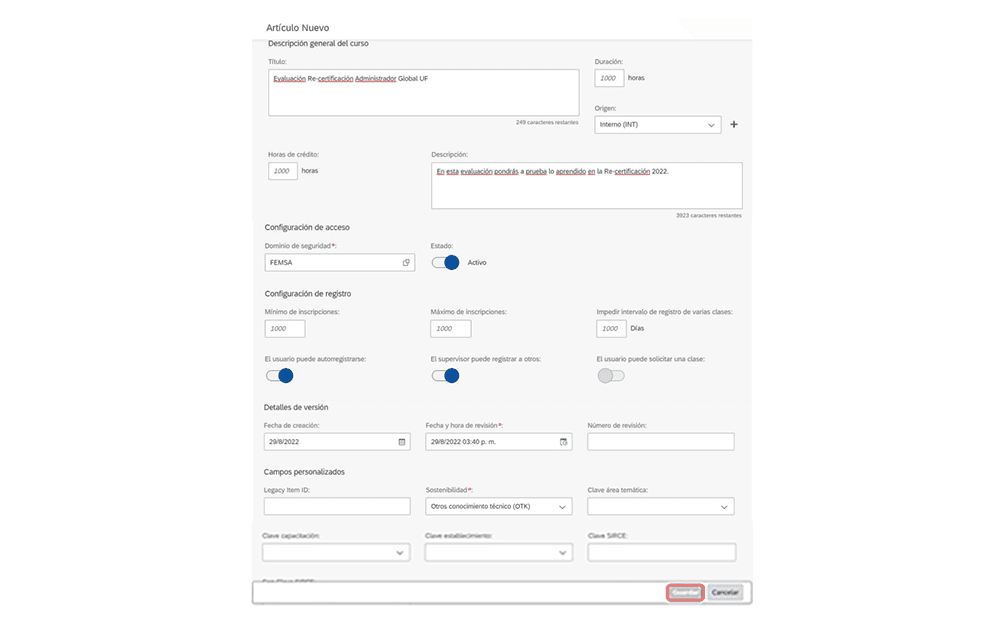 Artículo Nuevo
Descripción general del curso
Título:
Duración:
Evaluación Re-certificación Administrador Global UF
1000 horas
249 caracteres restantes
Origen:
Interno (INT)
Horas de crédito:
Descripción:
1000 horas
En esta evaluación pondrás a prueba lo aprendido en la Re-certificación 2022.
3923 caracteres restantes
Configuración de acceso
Dominio de seguridad*:
Estado:
FEMSA
Activo
Configuración de registro
Mínimo de inscripciones:
Máximo de inscripciones:
Impedir intervalo de registro de varias clases:
1000
1000
1000 Días
El usuario puede autorregistrarse:
El supervisor puede registrar a otros:
El usuario puede solicitar una clase:
Detalles de versión
Fecha de creación:
Fecha y hora de revisión*:
Número de revisión:
29/8/2022
29/8/2022 03:40 p. m.
Campos personalizados
Legacy Item ID:
Sostenibilidad*:
Clave área temática:
Otros conocimiento técnico (OTK)
Clave capacitación:
Clave establecimiento:
Clave SIRCE:
Guardar
Cancelar